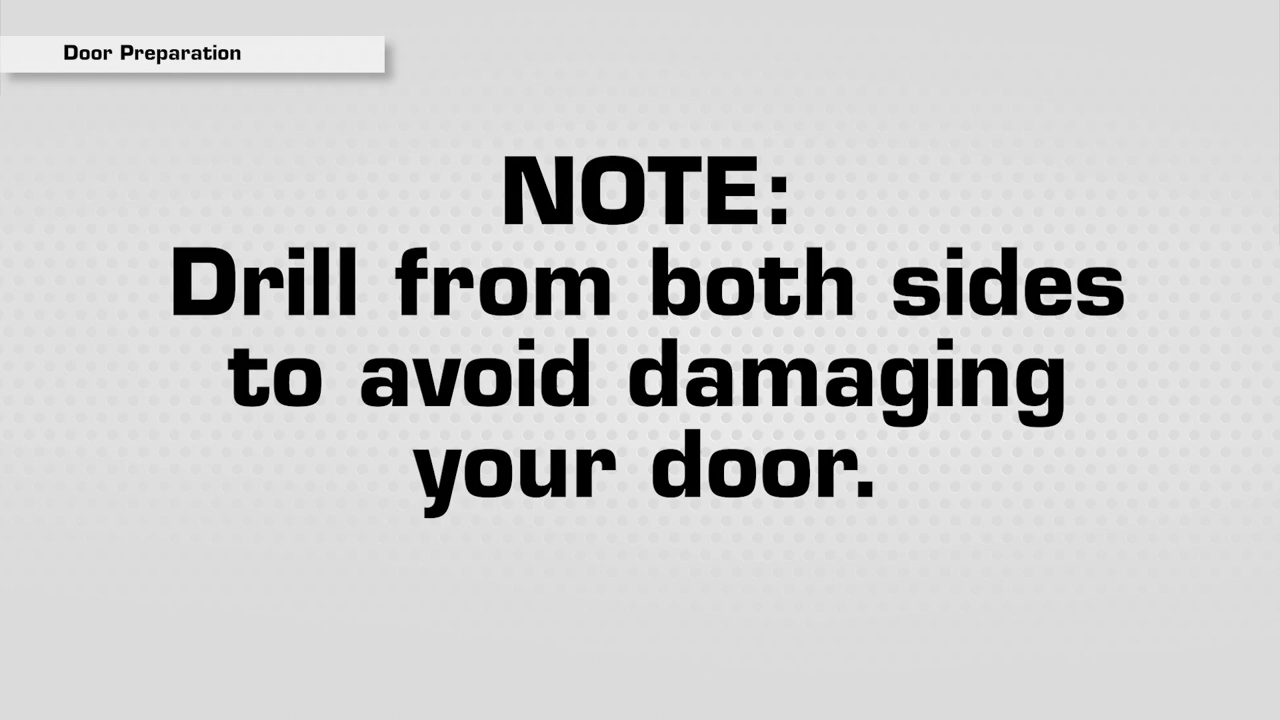 Door Preparation
NOTE:
Drill from both sides
to avoid damaging
your door.